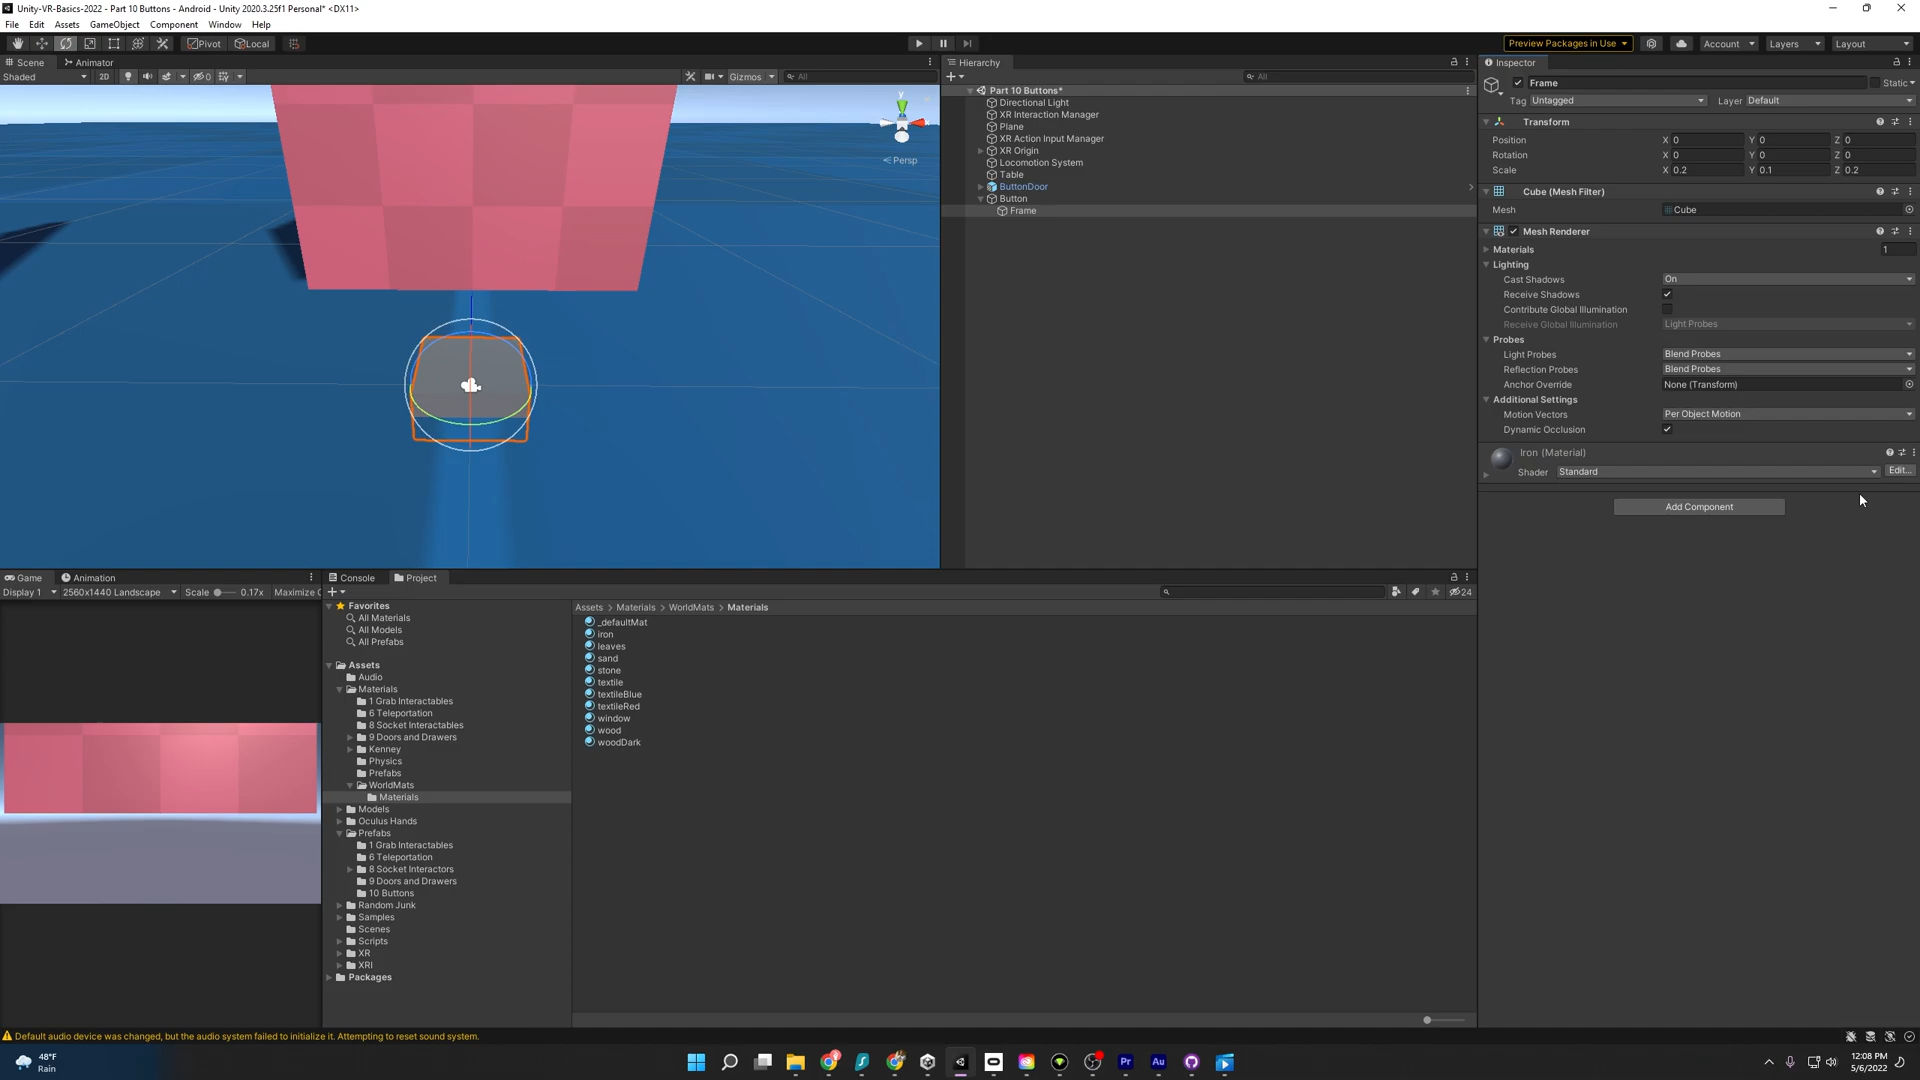 Unity-VR-Basics-2022 - Part 10 Buttons - Android - Unity 2020.3.25f1 Personal* <DX11>
File Edit Assets GameObject Component Window Help
Pivot Local
Preview Packages in Use Account Layers Layout
Scene Animator
Shaded 2D 0 Gizmos All
y
x
Persp
Hierarchy
All
Part 10 Buttons*
Directional Light
XR Interaction Manager
Plane
XR Action Input Manager
XR Origin
Locomotion System
Table
ButtonDoor
Button
Frame
Inspector
Frame Static
Tag Untagged Layer Default
Transform
Position X 0 Y 0 Z 0
Rotation X 0 Y 0 Z 0
Scale X 0.2 Y 0.1 Z 0.2
Cube (Mesh Filter)
Mesh Cube
Mesh Renderer
Materials 1
Lighting
Cast Shadows On
Receive Shadows
Contribute Global Illumination
Receive Global Illumination Light Probes
Probes
Light Probes Blend Probes
Reflection Probes Blend Probes
Anchor Override None (Transform)
Additional Settings
Motion Vectors Per Object Motion
Dynamic Occlusion
Iron (Material)
Shader Standard Edit...
Add Component
Game Animation
Display 1 2560x1440 Landscape Scale 0.17x Maximize
Console Project
24
Favorites
All Materials
All Models
All Prefabs
Assets
Audio
Materials
1 Grab Interactables
6 Teleportation
8 Socket Interactables
9 Doors and Drawers
Kenney
Physics
Prefabs
WorldMats
Materials
Models
Oculus Hands
Prefabs
1 Grab Interactables
6 Teleportation
8 Socket Interactors
9 Doors and Drawers
10 Buttons
Random Junk
Samples
Scenes
Scripts
XR
XRI
Packages
Assets > Materials > WorldMats > Materials
_defaultMat
iron
leaves
sand
stone
textile
textileBlue
textileRed
window
wood
woodDark
Default audio device was changed, but the audio system failed to initialize it. Attempting to reset sound system.
48°F
Rain
Pr Au
12:08 PM
5/6/2022